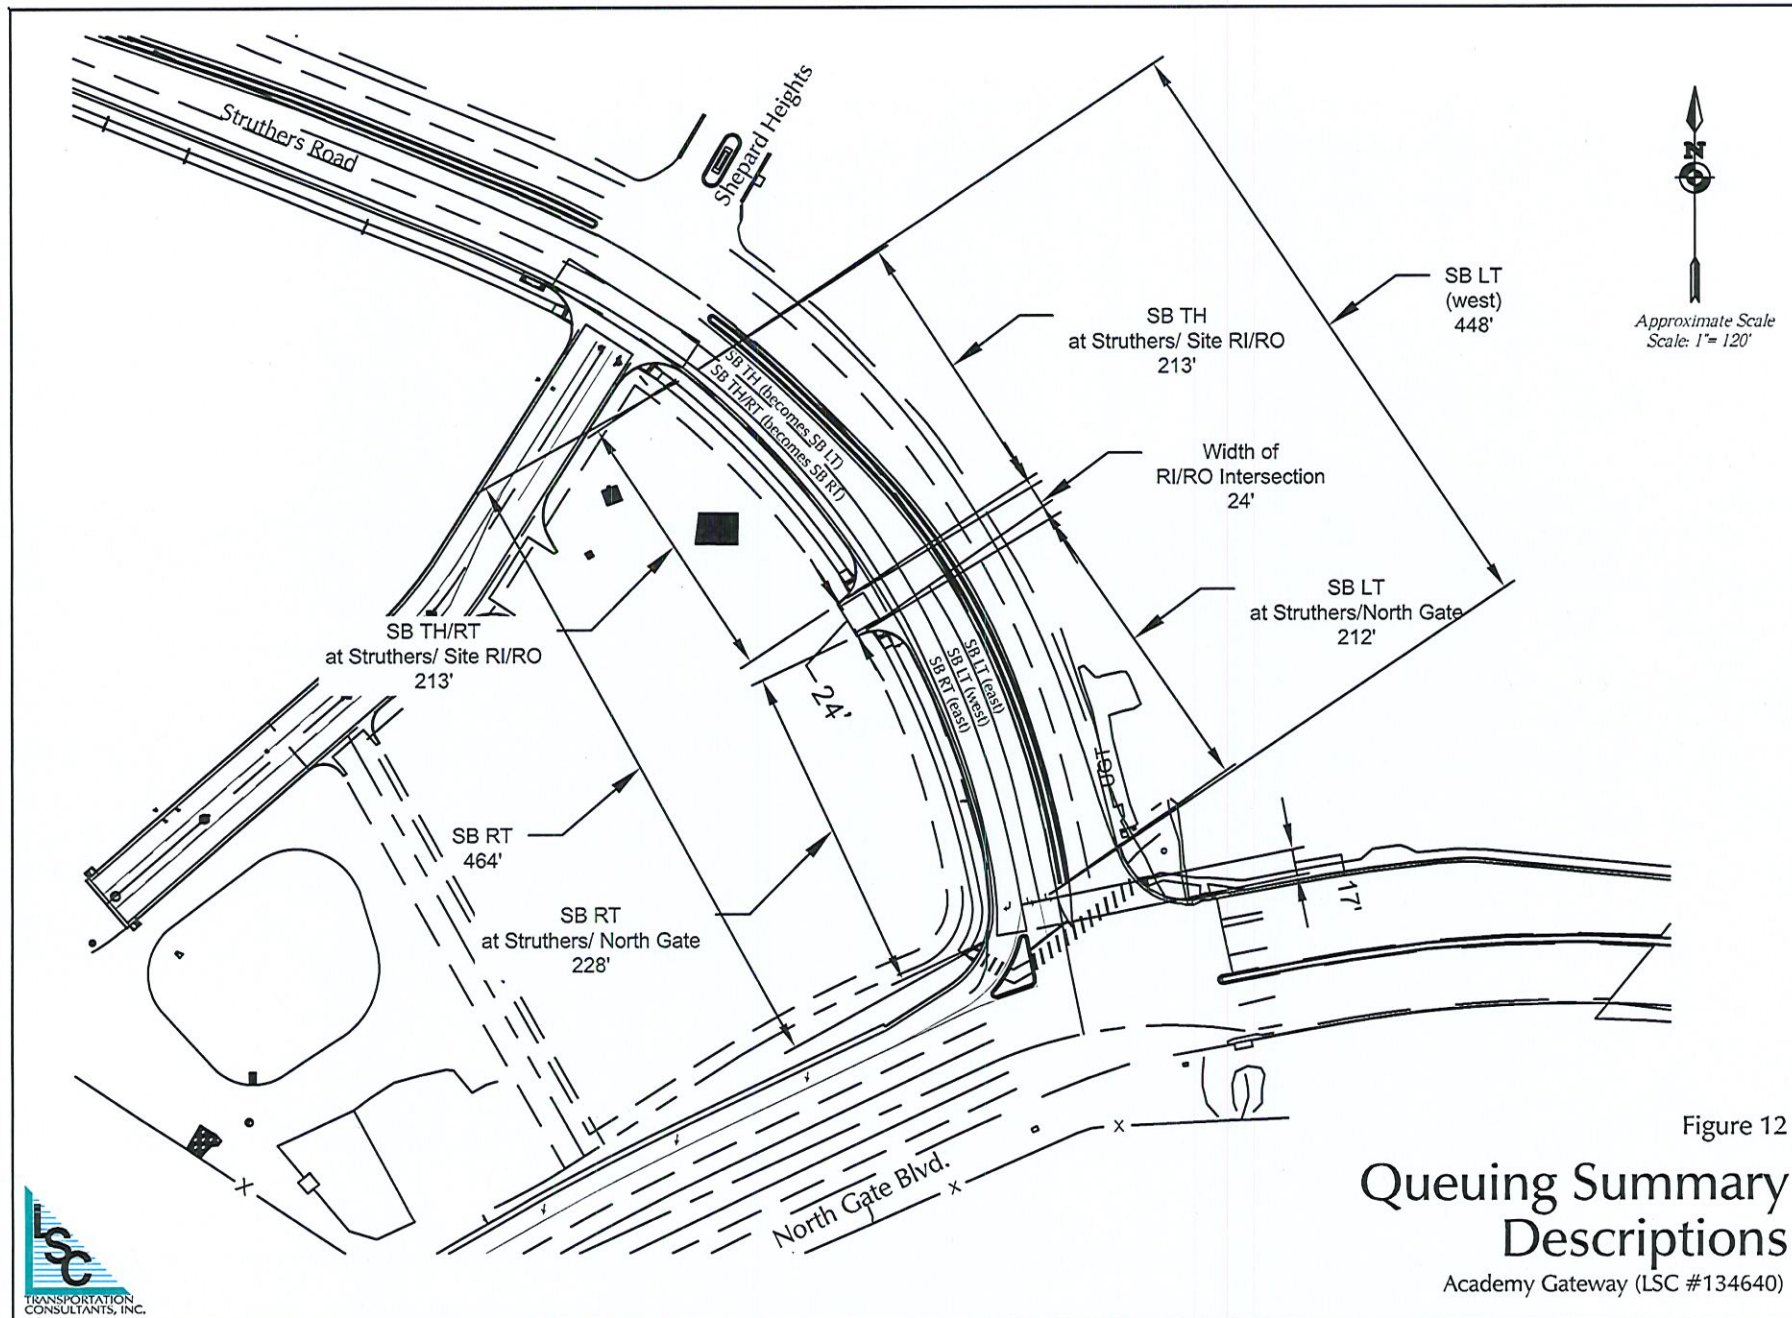 Struthers Road
Shepard Heights
N
Approximate Scale
Scale: 1"= 120'
SB LT
(west)
448'
SB TH
at Struthers/ Site RI/RO
213'
SB TH (becomes SB LT)
SB TH/RT (becomes SB RT)
Width of
RI/RO Intersection
24'
SB LT
at Struthers/North Gate
212'
SB TH/RT
at Struthers/ Site RI/RO
213'
24'
SB LT (east)
SB LT (west)
SB RT (east)
UST
SB RT
464'
SB RT
at Struthers/ North Gate
228'
17'
X
X
X
North Gate Blvd.
Figure 12
Queuing Summary
Descriptions
Academy Gateway (LSC #134640)
LSC
TRANSPORTATION
CONSULTANTS, INC.